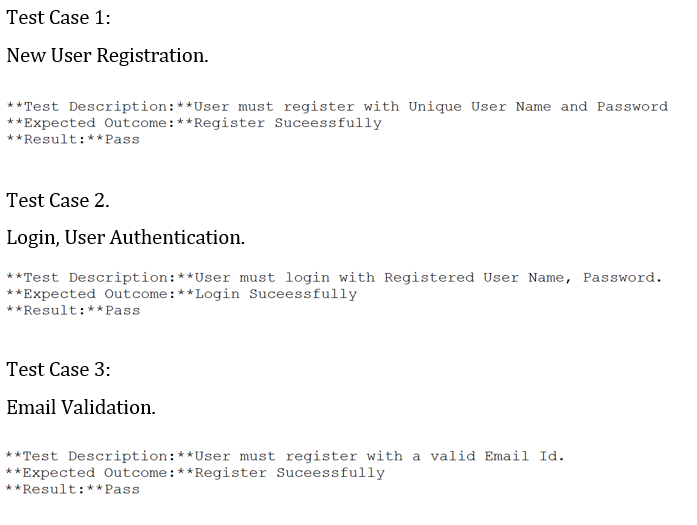 Test Case 1:
New User Registration.
**Test Description:**User must register with Unique User Name and Password
**Expected Outcome:**Register Suceessfully
**Result:**Pass
Test Case 2.
Login, User Authentication.
**Test Description:**User must login with Registered User Name, Password.
**Expected Outcome:**Login Suceessfully
**Result:**Pass
Test Case 3:
Email Validation.
**Test Description:**User must register with a valid Email Id.
**Expected Outcome:**Register Suceessfully
**Result:**Pass